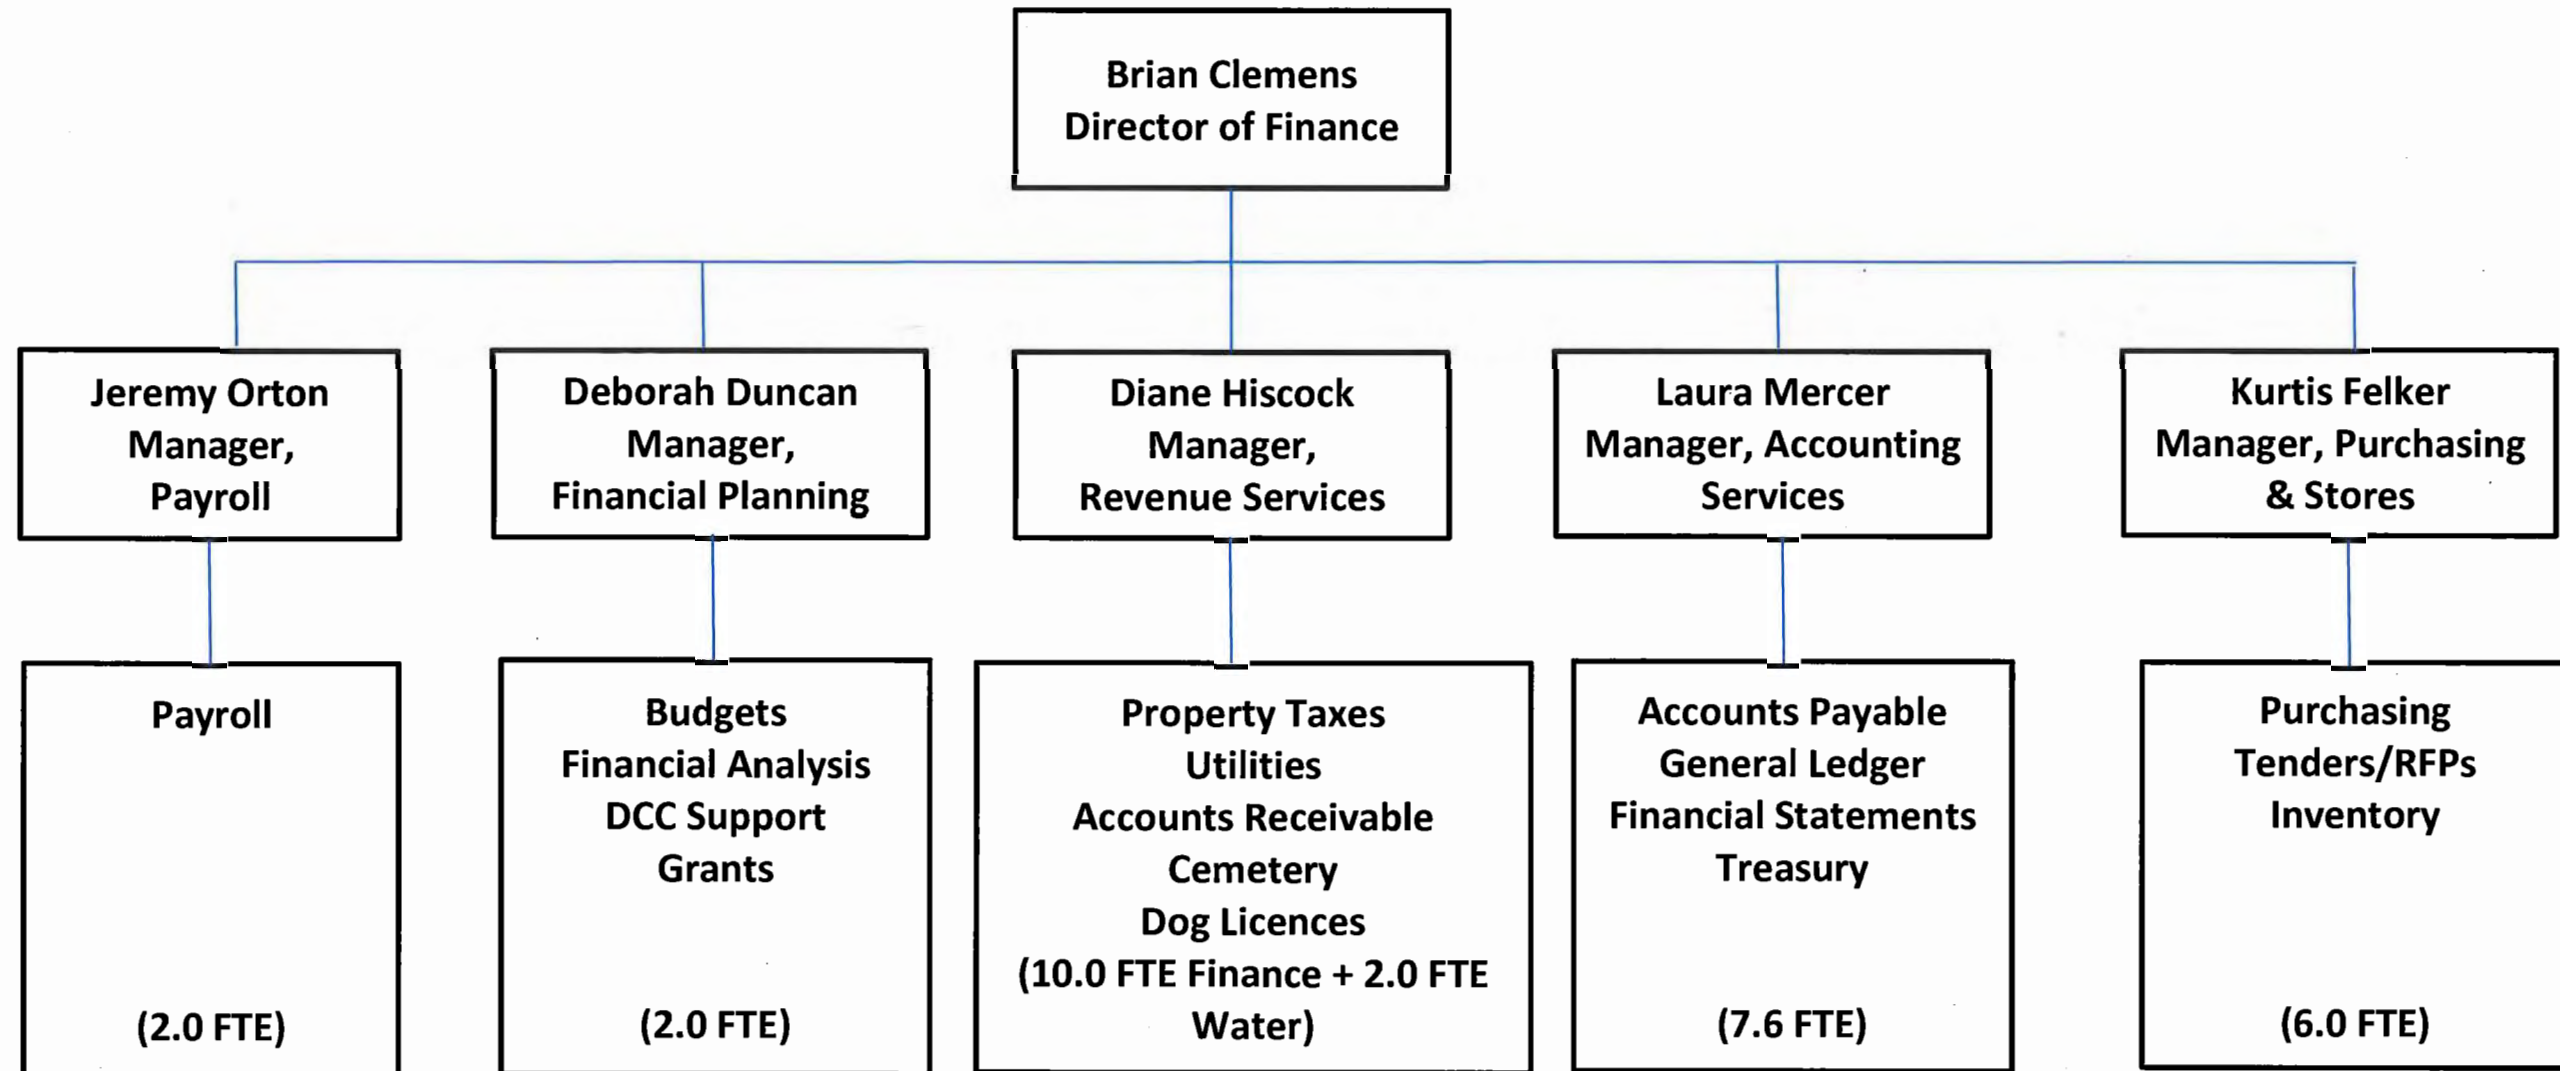 Brian Clemens
Director of Finance
Jeremy Orton
Manager,
Payroll
Deborah Duncan
Manager,
Financial Planning
Diane Hiscock
Manager,
Revenue Services
Laura Mercer
Manager, Accounting
Services
Kurtis Felker
Manager, Purchasing
& Stores
Payroll
(2.0 FTE)
Budgets
Financial Analysis
DCC Support
Grants
(2.0 FTE)
Property Taxes
Utilities
Accounts Receivable
Cemetery
Dog Licences
(10.0 FTE Finance + 2.0 FTE
Water)
Accounts Payable
General Ledger
Financial Statements
Treasury
(7.6 FTE)
Purchasing
Tenders/RFPs
Inventory
(6.0 FTE)